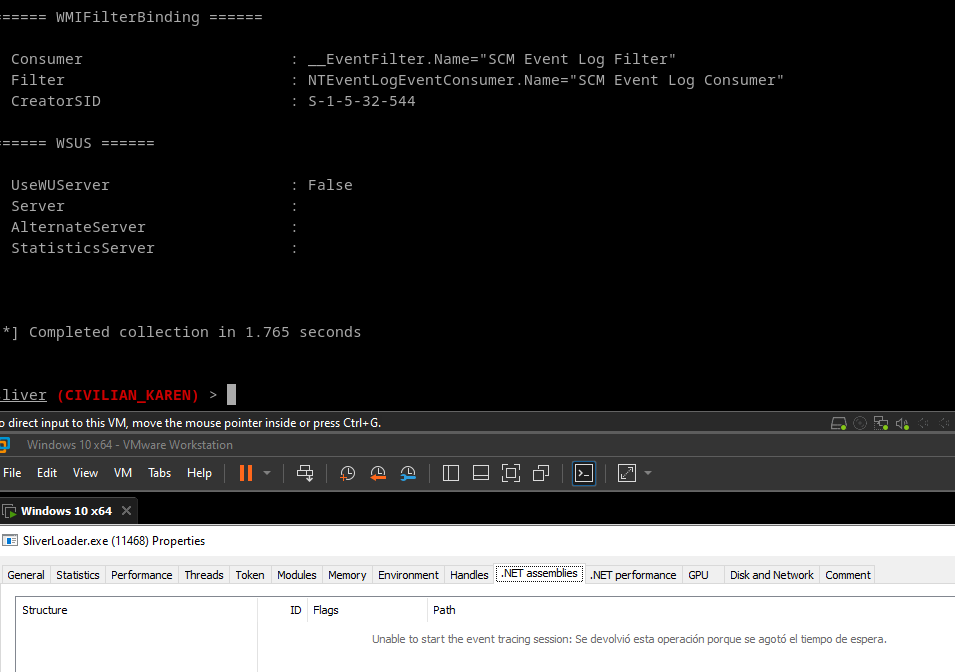 ====== WMIFilterBinding ======
Consumer : __EventFilter.Name="SCM Event Log Filter"
Filter : NTEventLogEventConsumer.Name="SCM Event Log Consumer"
CreatorSID : S-1-5-32-544
====== WSUS ======
UseWUServer : False
Server :
AlternateServer :
StatisticsServer :
*] Completed collection in 1.765 seconds
sliver (CIVILIAN_KAREN) >
o direct input to this VM, move the mouse pointer inside or press Ctrl+G.
Windows 10 x64 - VMware Workstation
File Edit View VM Tabs Help
Windows 10 x64
SliverLoader.exe (11468) Properties
General Statistics Performance Threads Token Modules Memory Environment Handles .NET assemblies .NET performance GPU Disk and Network Comment
Structure ID Flags Path
Unable to start the event tracing session: Se devolvió esta operación porque se agotó el tiempo de espera.